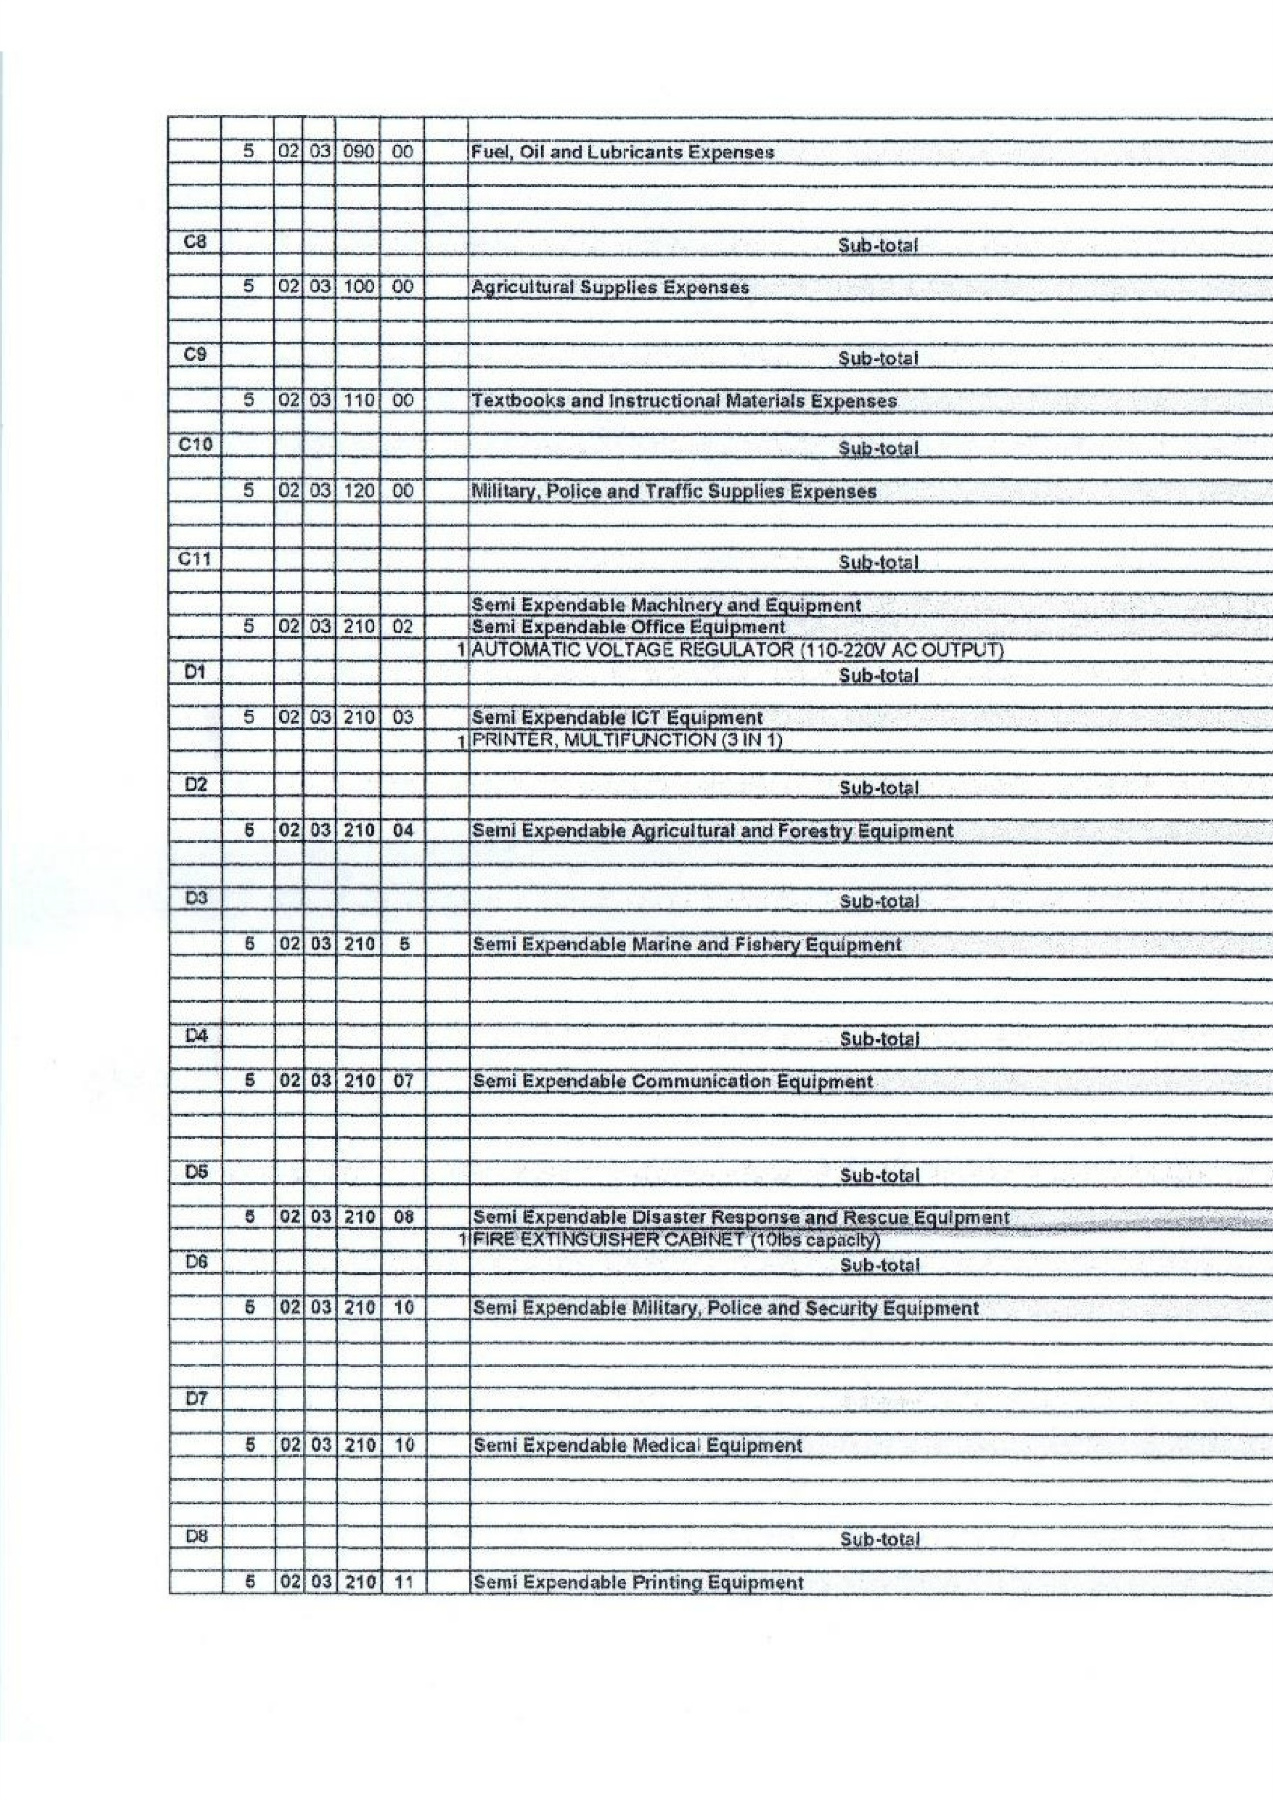 5 02 03 090 00 Fuel, Oil and Lubricants Expenses
C8 Sub-total
5 02 03 100 00 Agricultural Supplies Expenses
C9 Sub-total
5 02 03 110 00 Textbooks and Instructional Materials Expenses
C10 Sub-total
5 02 03 120 00 Military, Police and Traffic Supplies Expenses
C11 Sub-total
Semi Expendable Machinery and Equipment
5 02 03 210 02 Semi Expendable Office Equipment
1 AUTOMATIC VOLTAGE REGULATOR (110-220V AC OUTPUT)
D1 Sub-total
5 02 03 210 03 Semi Expendable ICT Equipment
1 PRINTER, MULTIFUNCTION (3 IN 1)
D2 Sub-total
5 02 03 210 04 Semi Expendable Agricultural and Forestry Equipment
D3 Sub-total
5 02 03 210 5 Semi Expendable Marine and Fishery Equipment
D4 Sub-total
5 02 03 210 07 Semi Expendable Communication Equipment
D5 Sub-total
5 02 03 210 08 Semi Expendable Disaster Response and Rescue Equipment
1 FIRE EXTINGUISHER CABINET (10lbs capacity)
D6 Sub-total
5 02 03 210 10 Semi Expendable Military, Police and Security Equipment
D7
5 02 03 210 10 Semi Expendable Medical Equipment
D8 Sub-total
5 02 03 210 11 Semi Expendable Printing Equipment